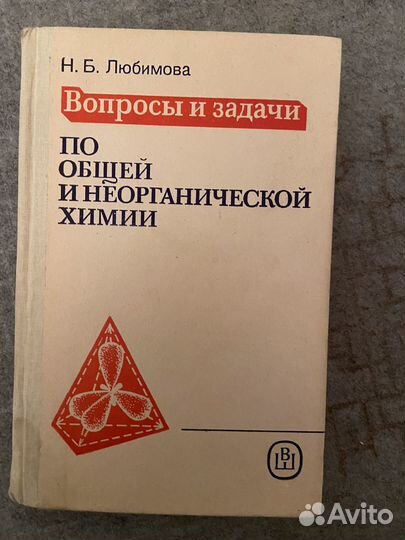 Н. Б. Любимова
Вопросы и задачи
ПО
ОБЩЕЙ
И НЕОРГАНИЧЕСКОЙ
ХИМИИ
ВШ
Avito